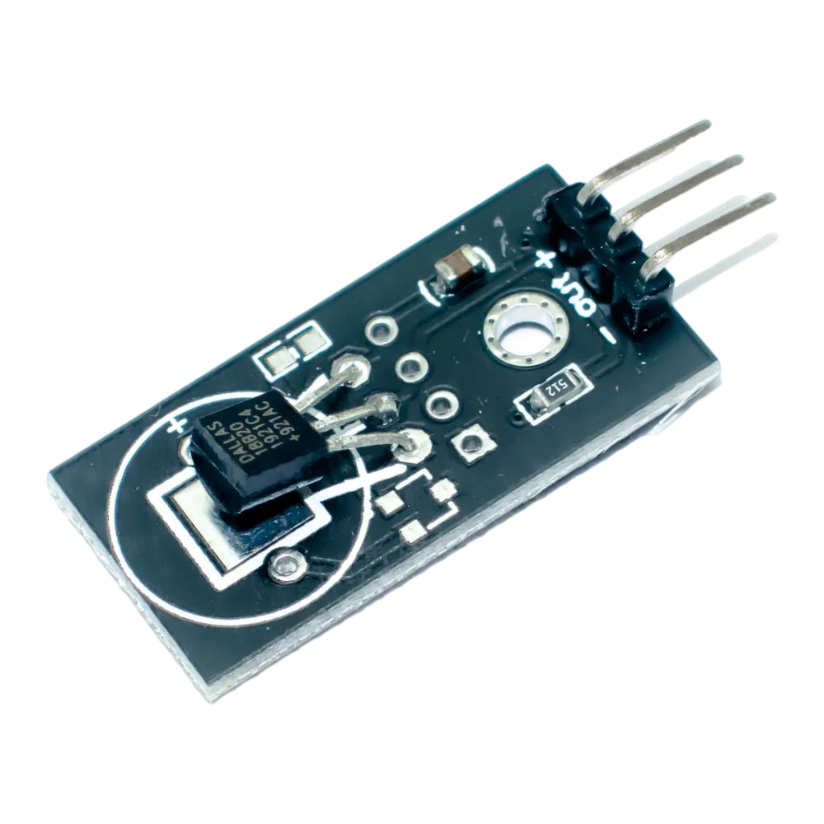 DALLAS
18B20
1921C4
+921AC
+
out
-
512
+